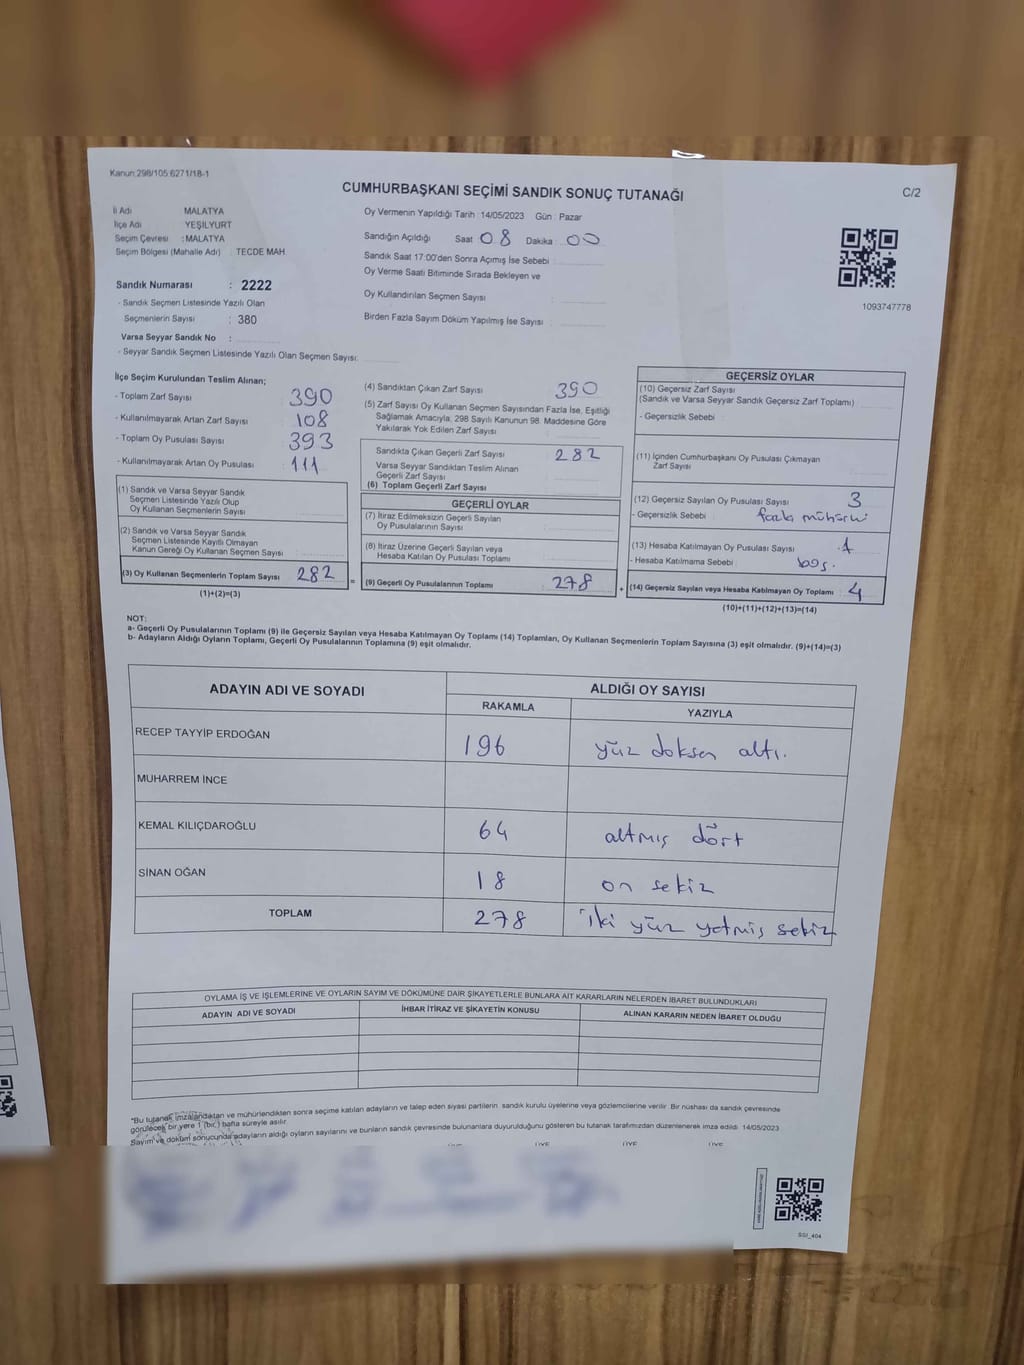 Kanun:298/105:6271/18-1
CUMHURBAŞKANI SEÇİMİ SANDIK SONUÇ TUTANAĞI
C/2
İl Adı MALATYA
İlçe Adı YEŞİLYURT
Seçim Çevresi :MALATYA
Seçim Bölgesi (Mahalle Adı) : TECDE MAH.
Sandık Numarası : 2222
- Sandık Seçmen Listesinde Yazılı Olan
Seçmenlerin Sayısı : 380
Varsa Seyyar Sandık No :
- Seyyar Sandık Seçmen Listesinde Yazılı Olan Seçmen Sayısı:
Oy Vermenin Yapıldığı Tarih : 14/05/2023 Gün : Pazar
Sandığın Açıldığı Saat 08 Dakika : 00
Sandık Saat 17:00'den Sonra Açılmış İse Sebebi :
Oy Verme Saati Bitiminde Sırada Bekleyen ve
Oy Kullandırılan Seçmen Sayısı :
Birden Fazla Sayım Döküm Yapılmış İse Sayısı :
1093747778
İlçe Seçim Kurulundan Teslim Alınan;
- Toplam Zarf Sayısı 390
- Kullanılmayarak Artan Zarf Sayısı 108
- Toplam Oy Pusulası Sayısı 393
- Kullanılmayarak Artan Oy Pusulası 111
(1) Sandık ve Varsa Seyyar Sandık
Seçmen Listesinde Yazılı Olup
Oy Kullanan Seçmenlerin Sayısı
(2) Sandık ve Varsa Seyyar Sandık
Seçmen Listesinde Kayıtlı Olmayan
Kanun Gereği Oy Kullanan Seçmen Sayısı
(3) Oy Kullanan Seçmenlerin Toplam Sayısı 282
(1)+(2)=(3)
(4) Sandıktan Çıkan Zarf Sayısı 390
(5) Zarf Sayısı Oy Kullanan Seçmen Sayısından Fazla İse, Eşitliği
Sağlamak Amacıyla, 298 Sayılı Kanunun 98. Maddesine Göre
Yakılarak Yok Edilen Zarf Sayısı
Sandıkta Çıkan Geçerli Zarf Sayısı : 282
Varsa Seyyar Sandıktan Teslim Alınan
Geçerli Zarf Sayısı
(6) Toplam Geçerli Zarf Sayısı
GEÇERLİ OYLAR
(7) İtiraz Edilmeksizin Geçerli Sayılan
Oy Pusulalarının Sayısı
(8) İtiraz Üzerine Geçerli Sayılan veya
Hesaba Katılan Oy Pusulası Toplamı
= (9) Geçerli Oy Pusulalarının Toplamı 278 +
GEÇERSİZ OYLAR
(10) Geçersiz Zarf Sayısı
(Sandık ve Varsa Seyyar Sandık Geçersiz Zarf Toplamı) :
- Geçersizlik Sebebi :
(11) İçinden Cumhurbaşkanı Oy Pusulası Çıkmayan
Zarf Sayısı
(12) Geçersiz Sayılan Oy Pusulası Sayısı : 3
- Geçersizlik Sebebi : fazla mühürlü
(13) Hesaba Katılmayan Oy Pusulası Sayısı : 1
- Hesaba Katılmama Sebebi : boş.
(14) Geçersiz Sayılan veya Hesaba Katılmayan Oy Toplamı : 4
(10)+(11)+(12)+(13)=(14)
NOT:
a- Geçerli Oy Pusulalarının Toplamı (9) ile Geçersiz Sayılan veya Hesaba Katılmayan Oy Toplamı (14) Toplamları, Oy Kullanan Seçmenlerin Toplam Sayısına (3) eşit olmalıdır. (9)+(14)=(3)
b- Adayların Aldığı Oyların Toplamı, Geçerli Oy Pusulalarının Toplamına (9) eşit olmalıdır.
ADAYIN ADI VE SOYADI ALDIĞI OY SAYISI
RAKAMLA YAZIYLA
RECEP TAYYİP ERDOĞAN 196 yüz doksan altı.
MUHARREM İNCE
KEMAL KILIÇDAROĞLU 64 altmış dört
SİNAN OĞAN 18 on sekiz
TOPLAM 278 iki yüz yetmiş sekiz
OYLAMA İŞ VE İŞLEMLERİNE VE OYLARIN SAYIM VE DÖKÜMÜNE DAİR ŞİKAYETLERLE BUNLARA AİT KARARLARIN NELERDEN İBARET BULUNDUKLARI
ADAYIN ADI VE SOYADI İHBAR İTİRAZ VE ŞİKAYETİN KONUSU ALINAN KARARIN NEDEN İBARET OLDUĞU
*Bu tutanak imzalandıktan ve mühürlendikten sonra seçime katılan adayların ve talep eden siyasi partilerin sandık kurulu üyelerine veya gözlemcilerine verilir. Bir nüshası da sandık çevresinde
görülecek bir yere 1 (bir) hafta süreyle asılır.
Sayım ve döküm sonucunda adayların aldığı oyların sayılarını ve bunların sandık çevresinde bulunanlara duyurulduğunu gösteren bu tutanak tarafımızdan düzenlenerek imza edildi. 14/05/2023
SSI_404